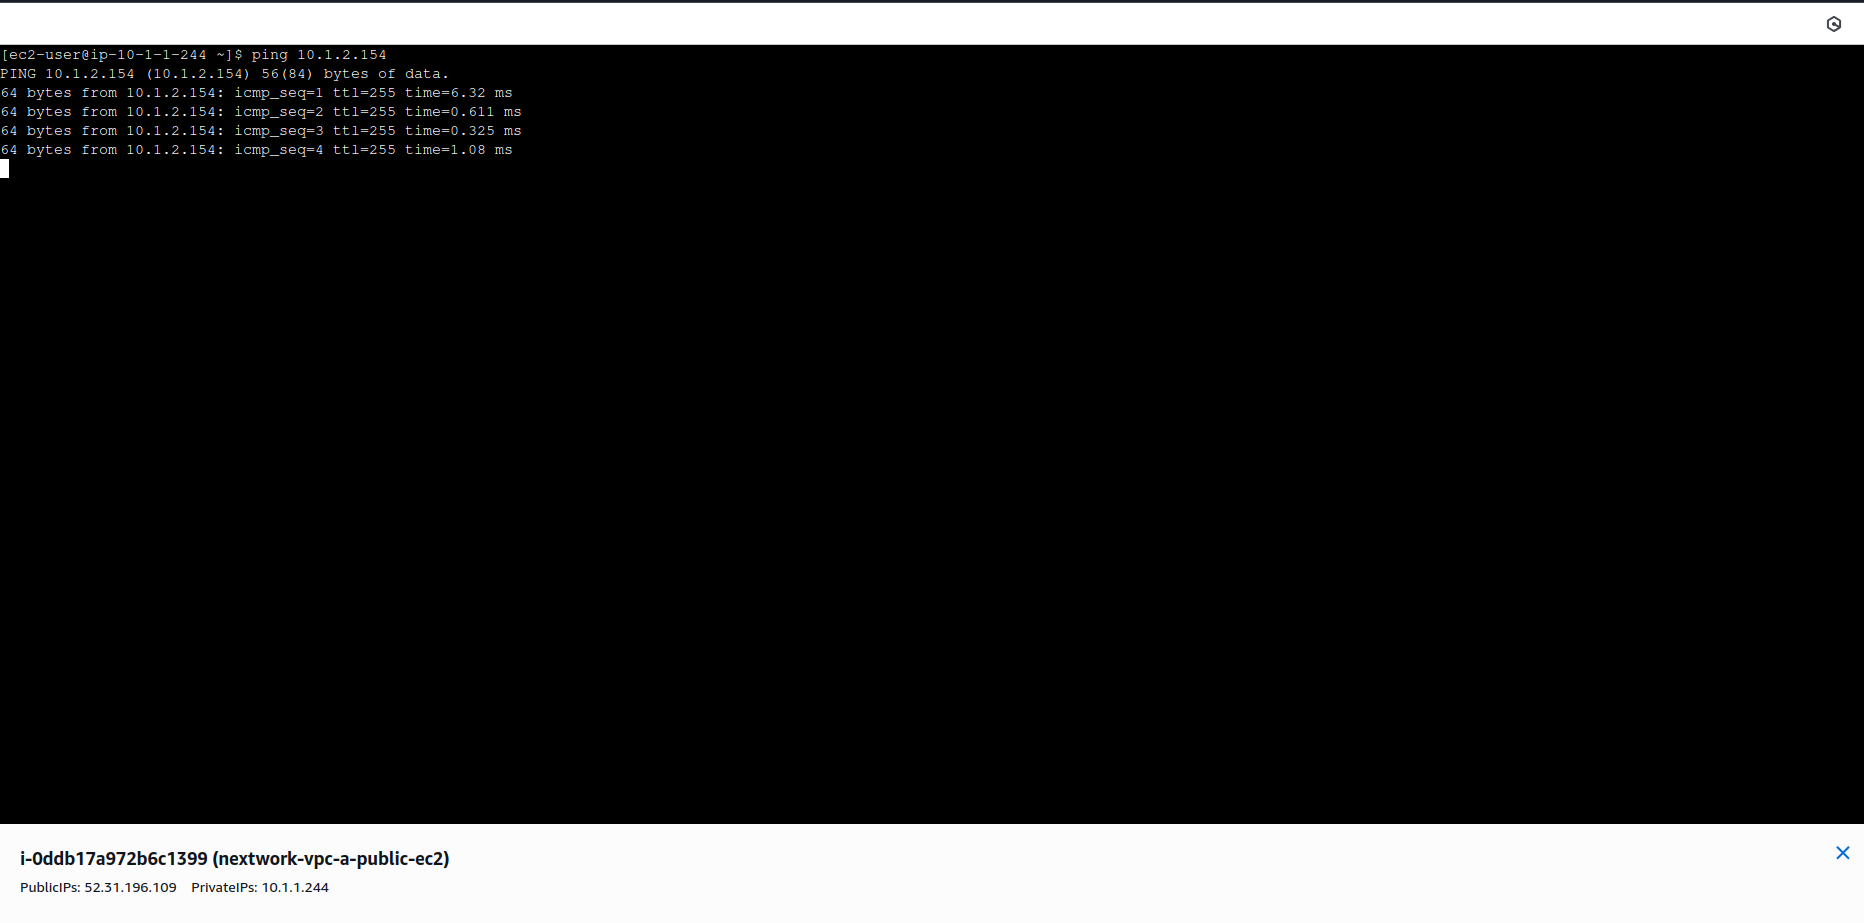 [ec2-user@ip-10-1-1-244 ~]$ ping 10.1.2.154
PING 10.1.2.154 (10.1.2.154) 56(84) bytes of data.
64 bytes from 10.1.2.154: icmp_seq=1 ttl=255 time=6.32 ms
64 bytes from 10.1.2.154: icmp_seq=2 ttl=255 time=0.611 ms
64 bytes from 10.1.2.154: icmp_seq=3 ttl=255 time=0.325 ms
64 bytes from 10.1.2.154: icmp_seq=4 ttl=255 time=1.08 ms
i-0ddb17a972b6c1399 (nextwork-vpc-a-public-ec2)
PublicIPs: 52.31.196.109 PrivateIPs: 10.1.1.244